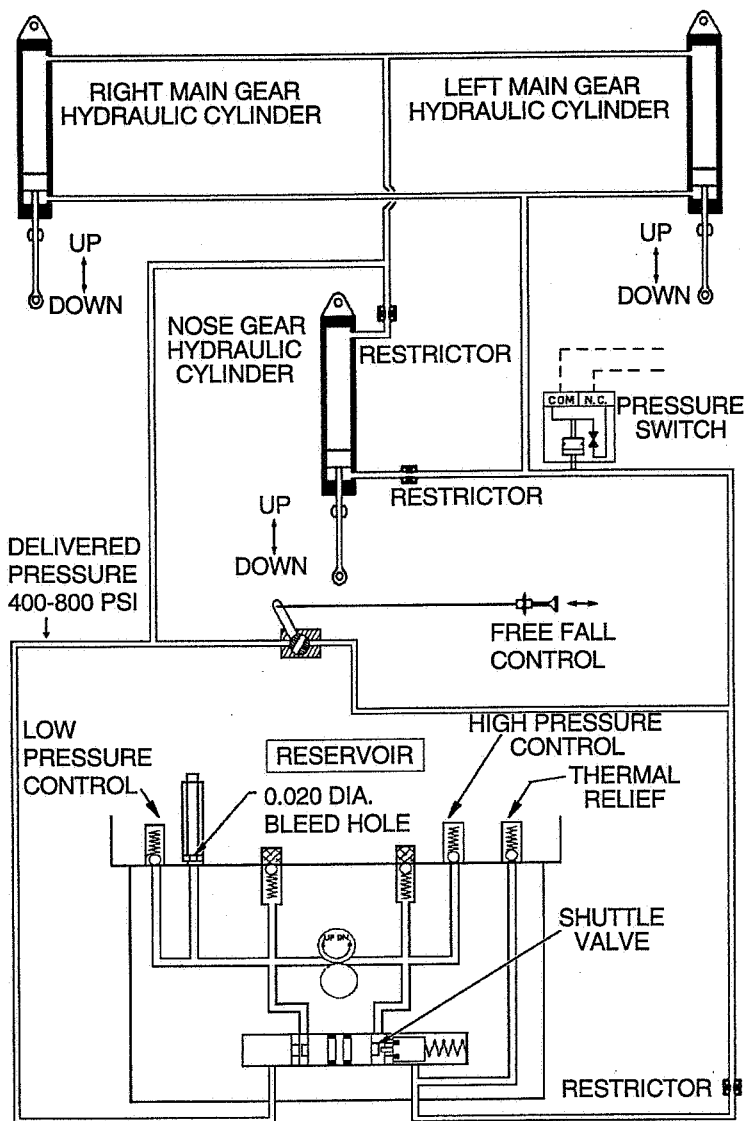 RIGHT MAIN GEAR
HYDRAULIC CYLINDER
LEFT MAIN GEAR
HYDRAULIC CYLINDER
UP
DOWN
UP
DOWN
NOSE GEAR
HYDRAULIC
CYLINDER
RESTRICTOR
COM N.C.
PRESSURE
SWITCH
RESTRICTOR
UP
DOWN
DELIVERED
PRESSURE
400-800 PSI
FREE FALL
CONTROL
LOW
PRESSURE
CONTROL
RESERVOIR
0.020 DIA.
BLEED HOLE
HIGH PRESSURE
CONTROL
THERMAL
RELIEF
UP DN
SHUTTLE
VALVE
RESTRICTOR